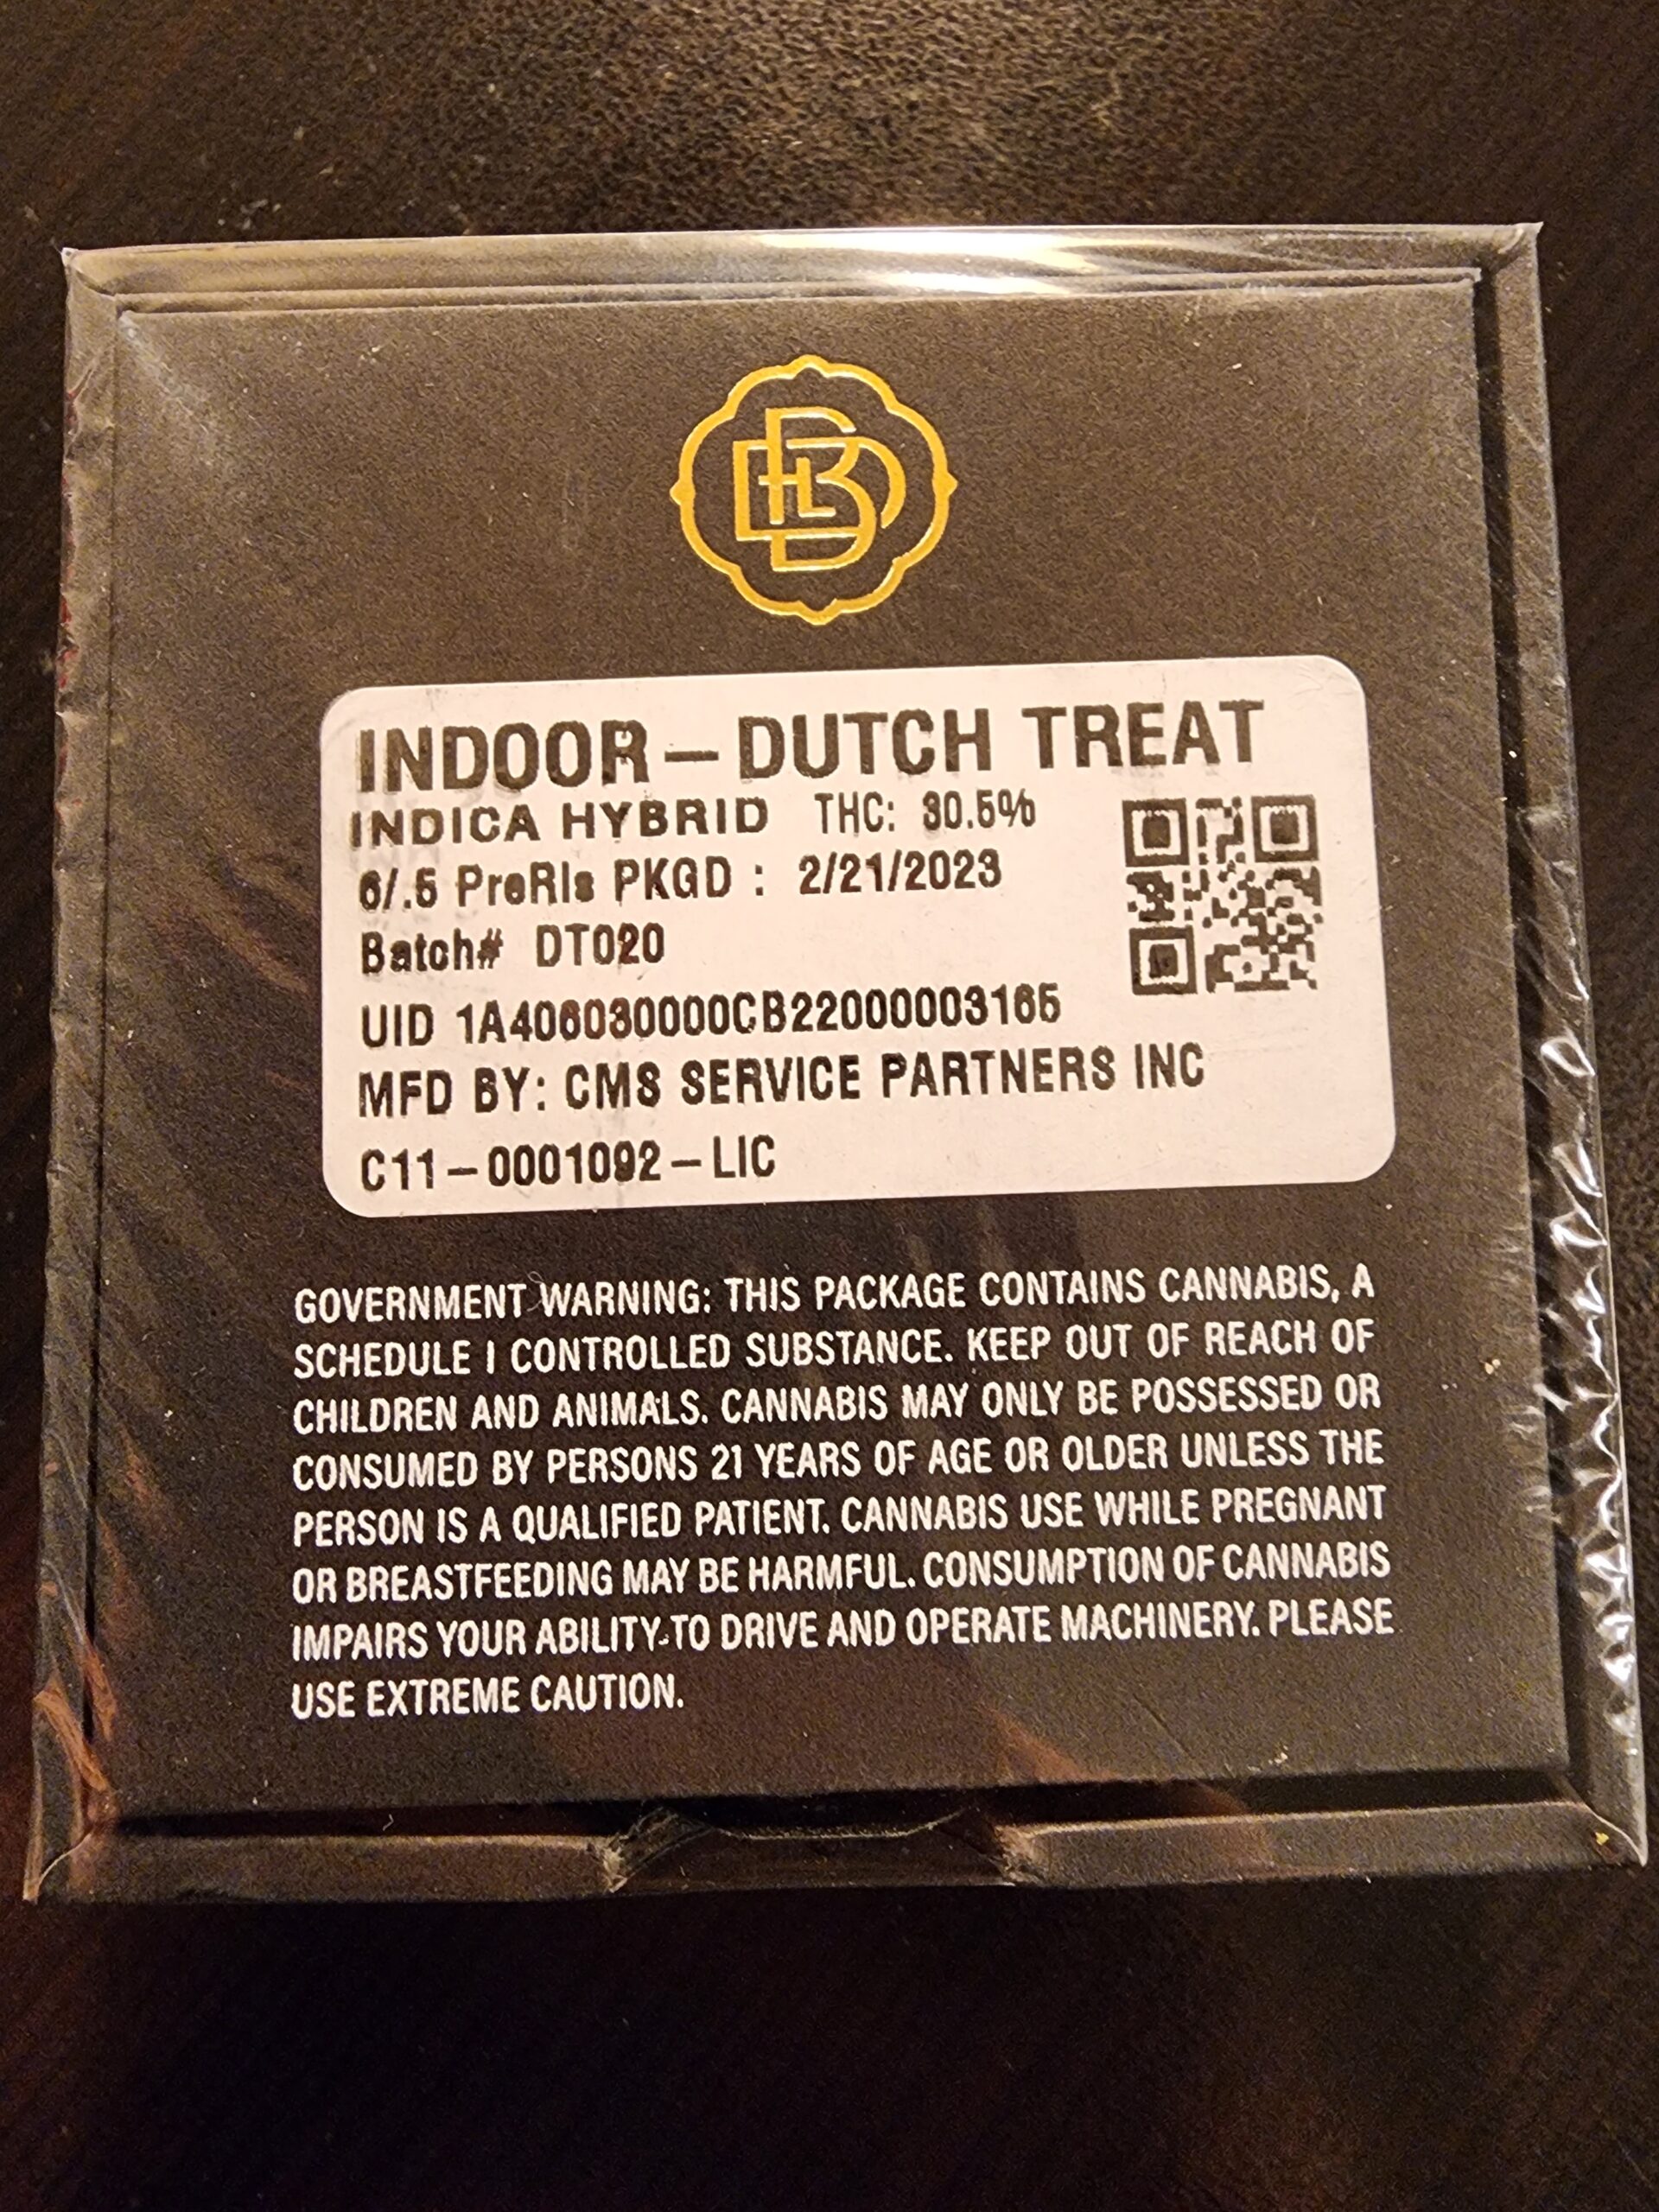 INDOOR – DUTCH TREAT
INDICA HYBRID THC: 30.5%
6/.5 PreRls PKGD : 2/21/2023
Batch# DT020
UID 1A406030000CB22000003165
MFD BY: CMS SERVICE PARTNERS INC
C11–0001092–LIC
GOVERNMENT WARNING: THIS PACKAGE CONTAINS CANNABIS, A
SCHEDULE I CONTROLLED SUBSTANCE. KEEP OUT OF REACH OF
CHILDREN AND ANIMALS. CANNABIS MAY ONLY BE POSSESSED OR
CONSUMED BY PERSONS 21 YEARS OF AGE OR OLDER UNLESS THE
PERSON IS A QUALIFIED PATIENT. CANNABIS USE WHILE PREGNANT
OR BREASTFEEDING MAY BE HARMFUL. CONSUMPTION OF CANNABIS
IMPAIRS YOUR ABILITY TO DRIVE AND OPERATE MACHINERY. PLEASE
USE EXTREME CAUTION.